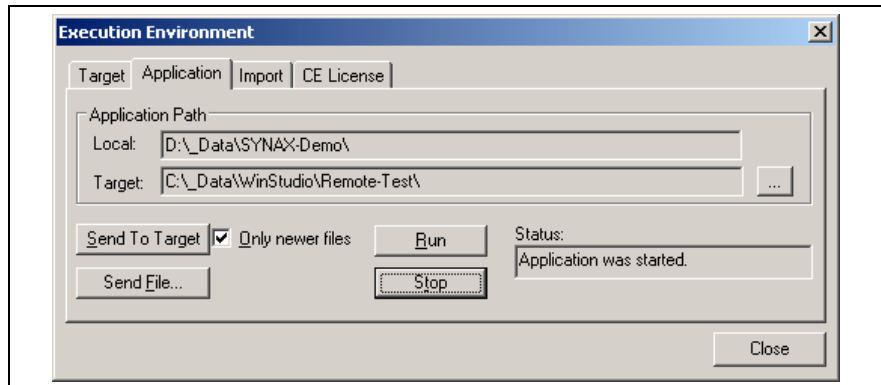 Execution Environment
Target Application Import CE License
Application Path
Local: D:\_Data\SYNAX-Demo\
Target: C:\_Data\WinStudio\Remote-Test\ ...
Send To Target Only newer files Run Status:
Application was started.
Send File... Stop
Close